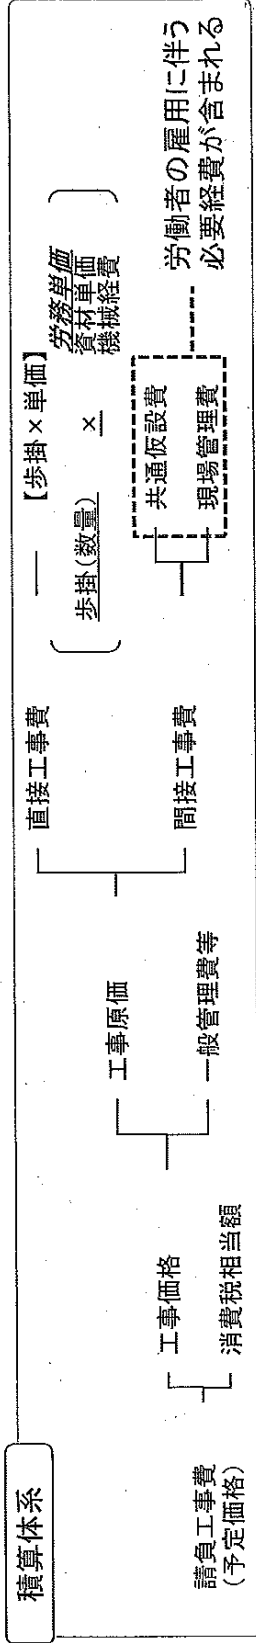 積算体系
請負工事費
（予定価格）
工事価格
消費税相当額
工事原価
一般管理費等
直接工事費
間接工事費
【歩掛×単価】
歩掛（数量） ×
労務単価
資材単価
機械経費
共通仮設費
現場管理費
労働者の雇用に伴う
必要経費が含まれる